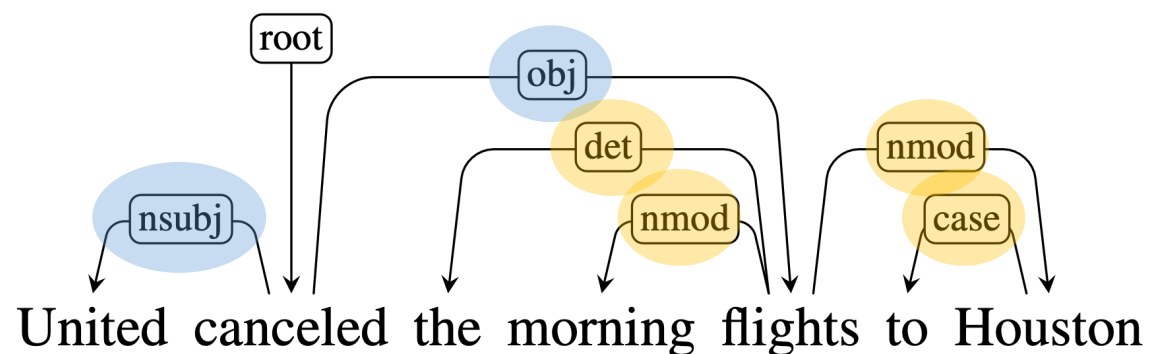 root
obj
det
nmod
nmod
nsubj
case
United canceled the morning flights to Houston